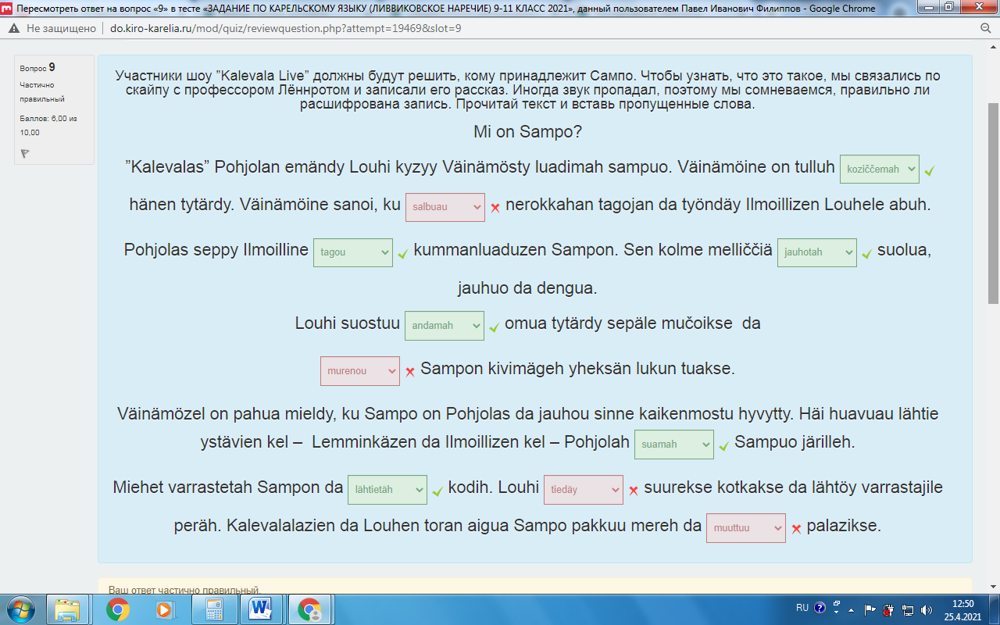 Пересмотреть ответ на вопрос «9» в тесте «ЗАДАНИЕ ПО КАРЕЛЬСКОМУ ЯЗЫКУ (ЛИВВИКОВСКОЕ НАРЕЧИЕ) 9-11 КЛАСС 2021», данный пользователем Павел Иванович Филиппов - Google Chrome
Не защищено do.kiro-karelia.ru/mod/quiz/reviewquestion.php?attempt=19469&slot=9
Вопрос 9
Частично
правильный
Баллов: 6,00 из
10,00
Участники шоу ”Kalevala Live” должны будут решить, кому принадлежит Сампо. Чтобы узнать, что это такое, мы связались по
скайпу с профессором Лённротом и записали его рассказ. Иногда звук пропадал, поэтому мы сомневаемся, правильно ли
расшифрована запись. Прочитай текст и вставь пропущенные слова.
Mi on Sampo?
”Kalevalas” Pohjolan emändy Louhi kyzyy Väinämösty luadimah sampuo. Väinämöine on tulluh koziččemah
hänen tytärdy. Väinämöine sanoi, ku salbuau nerokkahan tagojan da työndäy Ilmoillizen Louhele abuh.
Pohjolas seppy Ilmoilline tagou kummanluaduzen Sampon. Sen kolme melliččiä jauhotah suolua,
jauhuo da dengua.
Louhi suostuu andamah omua tytärdy sepäle mučoikse da
murenou Sampon kivimägeh yheksän lukun tuakse.
Väinämözel on pahua mieldy, ku Sampo on Pohjolas da jauhou sinne kaikenmostu hyvytty. Häi huavuau lähtie
ystävien kel – Lemminkäzen da Ilmoillizen kel – Pohjolah suamah Sampuo järilleh.
Miehet varrastetah Sampon da lähtietäh kodih. Louhi tiedäy suurekse kotkakse da lähtöy varrastajile
peräh. Kalevalalazien da Louhen toran aigua Sampo pakkuu mereh da muuttuu palazikse.
Ваш ответ частично правильный.
RU
12:50
25.4.2021